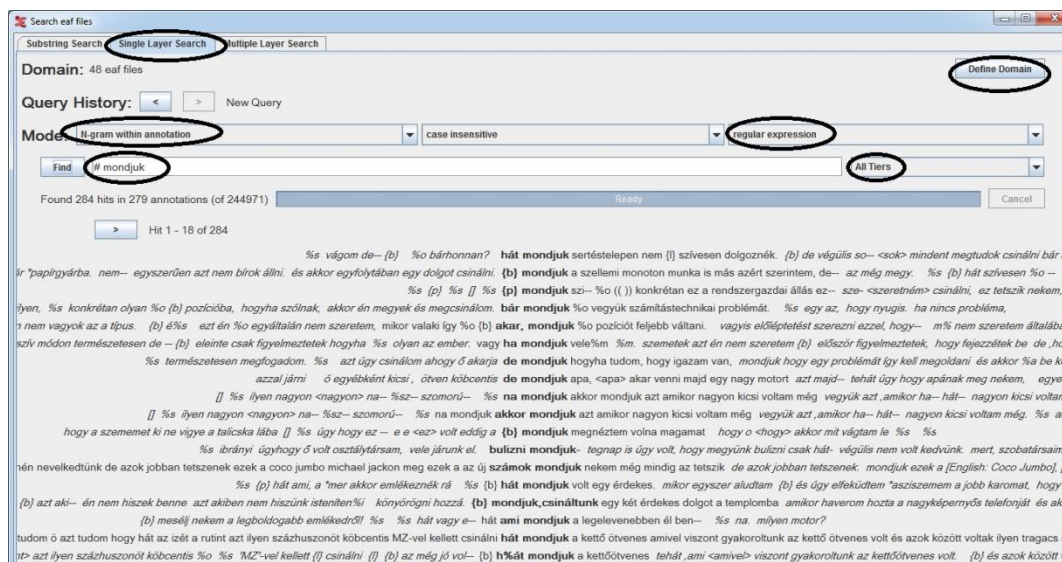 Search eaf files
Substring Search Single Layer Search Multiple Layer Search
Domain: 48 eaf files Define Domain
Query History: < > New Query
Mode: N-gram within annotation case insensitive regular expression
Find # mondjuk All Tiers
Found 284 hits in 279 annotations (of 244971) Ready Cancel
> Hit 1 - 18 of 284
%s vágom de-- {b} %o bárhonnan? hát mondjuk sertéstelepen nem {l} szívesen dolgoznék. {b} de végülis so-- <sok> mindent megtudok csinálni bár
ár "papírgyárba. nem-- egyszerűen azt nem bírok állni. és akkor egyfolytában egy dolgot csinálni. {b} mondjuk a szellemi monoton munka is más azért szerintem, de-- az még megy. %s {b} hát szívesen %o --
%s {p} %s [] %s {p} mondjuk szi-- %o (( )) konkrétan ez a rendszergazdai állás ez-- sze- <szeretném> csinálni, ez tetszik nekem,
ilyen, %s konkrétan olyan %o {b} pozícióba, hogyha szólnak, akkor én megyek és megcsinálom. bár mondjuk %o vegyük számítástechnikai problémát. %s egy az, hogy nyugis. ha nincs probléma,
n nem vagyok az a típus. {b} é%s ezt én %o egyáltalán nem szeretem, mikor valaki így %o {b} akar, mondjuk %o pozíciót feljebb váltani. vagyis előléptetést szerezni ezzel, hogy-- m% nem szeretem általába
szív módon természetesen de -- {b} eleinte csak figyelmeztetek hogyha %s olyan az ember. vagy ha mondjuk vele%m %m. szemetek azt én nem szeretem {b} először figyelmeztetek, hogy fejezzétek be de ,ho
%s természetesen megfogadom. %s azt úgy csinálom ahogy ő akarja de mondjuk hogyha tudom, hogy igazam van, mondjuk hogy egy problémát így kell megoldani és akkor %a be k
azzal járni ó egyébként kicsi , ötven köbcentis de mondjuk apa, <apa> akar venni majd egy nagy motort azt majd-- tehát úgy hogy apának meg nekem, egye
[] %s ilyen nagyon <nagyon> na-- %sz-- szomorú-- %s na mondjuk akkor mondjuk azt amikor nagyon kicsi voltam még vegyük azt ,amikor ha-- hát-- nagyon kicsi voltam
[] %s ilyen nagyon <nagyon> na-- %sz-- szomorú-- %s na mondjuk akkor mondjuk azt amikor nagyon kicsi voltam még vegyük azt ,amikor ha-- hát-- nagyon kicsi voltam még. %s a
hogy a szememet ki ne vigye a talicska lába [] %s úgy hogy ez -- e e <ez> volt eddig a {b} mondjuk megnéztem volna magamat hogy o <hogy> akkor mit vágtam le %s %s
%s ibrányi úgyhogy ő volt osztálytársam, vele járunk el. bulizni mondjuk- tegnap is úgy volt, hogy megyünk bulizni csak hát- végülis nem volt kedvünk. mert, szobatársaim
nén nevelkedtünk de azok jobban tetszenek ezek a coco jumbo michael jackon meg ezek a az új számok mondjuk nekem még mindig az tetszik de azok jobban tetszenek. mondjuk ezek a [English: Coco Jumbo],
%s {p} hát ami, a "mer akkor emlékeznék rá %s {b} hát mondjuk volt egy érdekes. mikor egyszer aludtam {b} és úgy elfeküdtem "asziszemem a jobb karomat, hogy
{b} azt aki-- én nem hiszek benne azt akiben nem hiszünk isteníten%i könyörögni hozzá. {b} mondjuk,csináltunk egy két érdekes dolgot a templomba amikor haverom hozta a nagyképernyős telefonját és ak
{b} mesélj nekem a legboldogabb emlékedről! %s %s hát vagy e-- hát ami mondjuk a legelevenebben él ben-- %s na. milyen motor?
tudom ö azt tudom hogy hát az izét a rutint azt ilyen százhuszonöt köbcentis MZ-vel kellett csinálni hát mondjuk a kettő ötvenes amivel viszont gyakoroltunk az kettő ötvenes volt és azok között voltak ilyen tragacs
nt> azt ilyen százhuszonöt köbcentis %o %s 'MZ'-vel kellett {l} csinálni {l} {b} az még jó vol-- {b} h%át mondjuk a kettőötvenes tehát ,ami <amivel> viszont gyakoroltunk az kettőötvenes volt. {b} és azok között